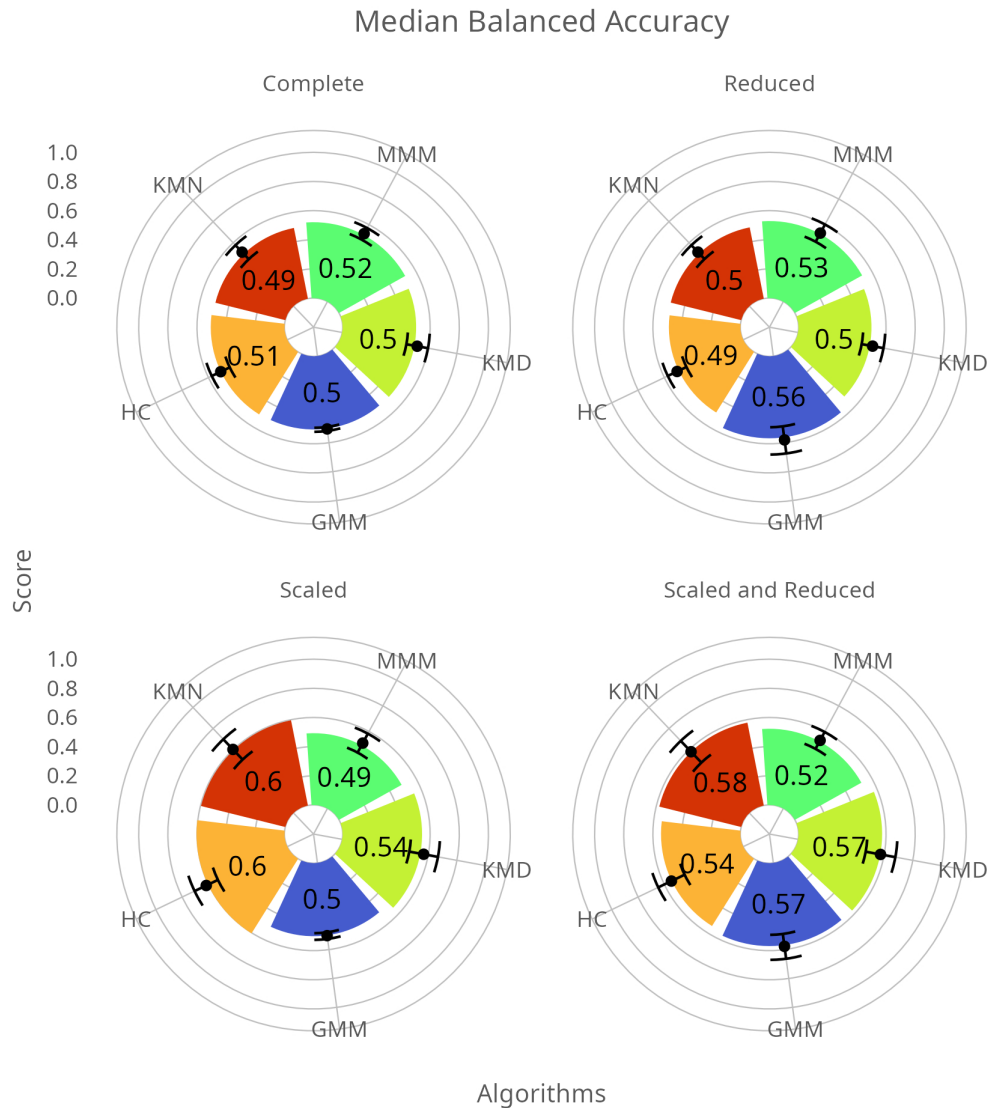 Median Balanced Accuracy
Complete
Reduced
1.0
0.8
0.6
0.4
0.2
0.0
MMM
KMN
0.49
0.52
0.5
0.51
0.5
KMD
HC
GMM
MMM
KMN
0.5
0.53
0.5
0.49
0.56
KMD
HC
GMM
Score
Scaled
Scaled and Reduced
1.0
0.8
0.6
0.4
0.2
0.0
MMM
KMN
0.6
0.49
0.54
0.6
0.5
KMD
HC
GMM
MMM
KMN
0.58
0.52
0.57
0.54
0.57
KMD
HC
GMM
Algorithms